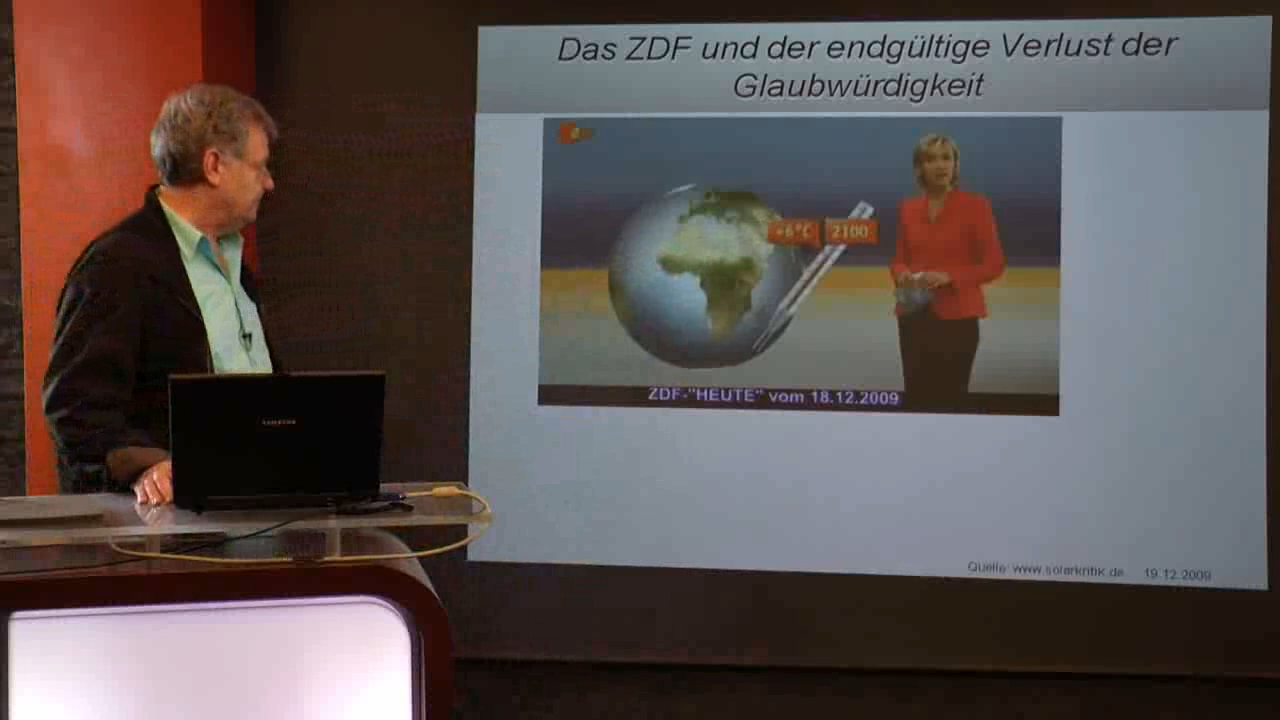 Das ZDF und der endgültige Verlust der
Glaubwürdigkeit
+6°C 2100
ZDF-"HEUTE" vom 18.12.2009
SAMSUNG
Quelle: www.solarkritik.de 19.12.2009